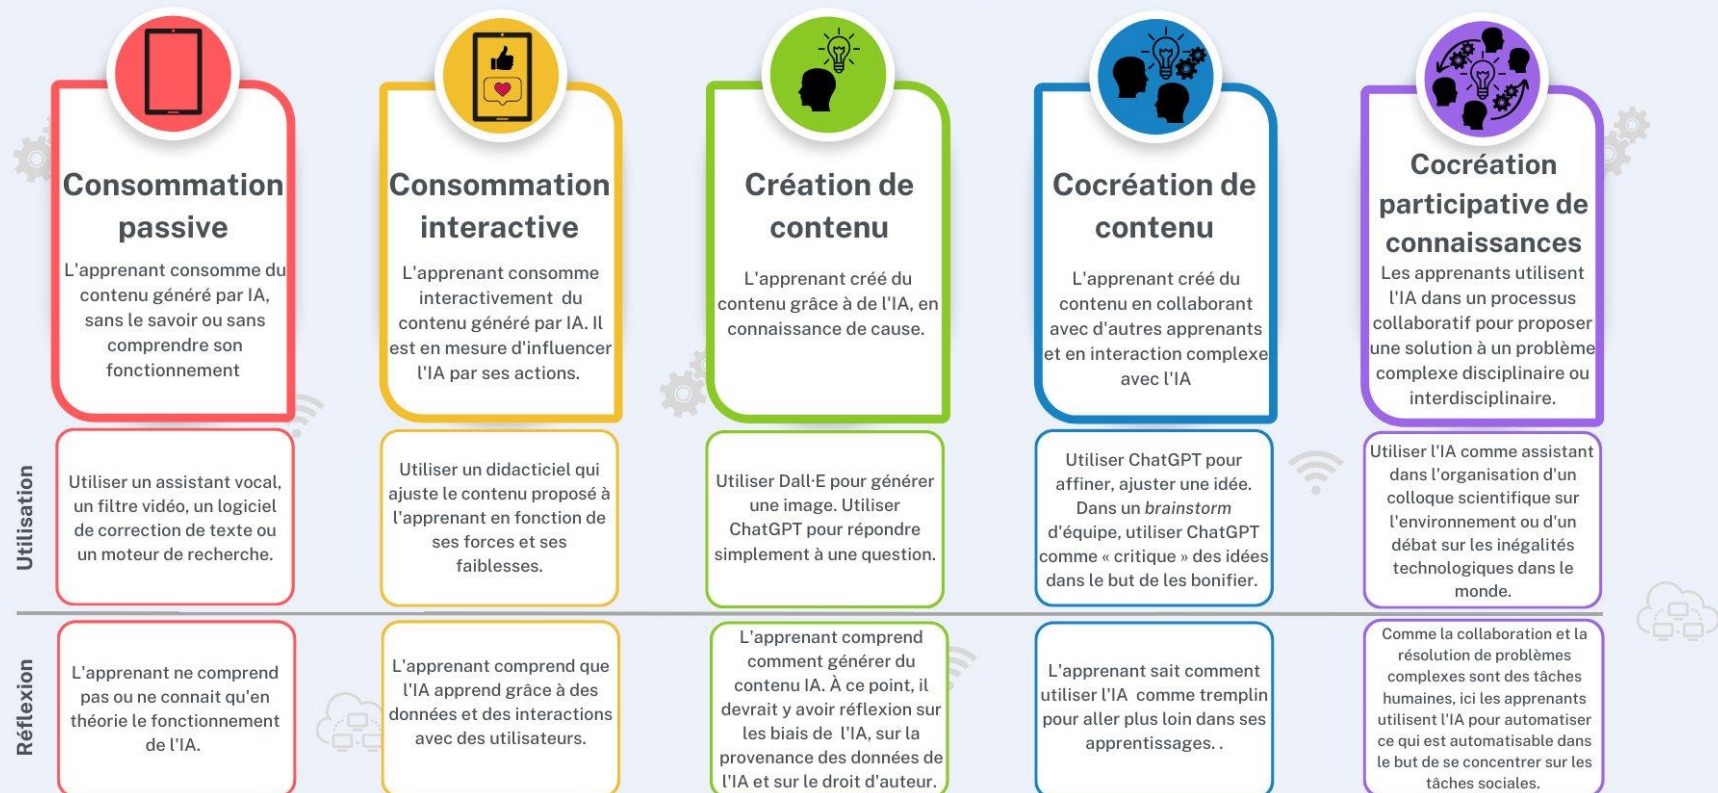 Consommation
passive
L'apprenant consomme du
contenu généré par IA,
sans le savoir ou sans
comprendre son
fonctionnement
Consommation
interactive
L'apprenant consomme
interactivement du
contenu généré par IA. Il
est en mesure d'influencer
l'IA par ses actions.
Création de
contenu
L'apprenant créé du
contenu grâce à de l'IA, en
connaissance de cause.
Cocréation de
contenu
L'apprenant créé du
contenu en collaborant
avec d'autres apprenants
et en interaction complexe
avec l'IA
Cocréation
participative de
connaissances
Les apprenants utilisent
l'IA dans un processus
collaboratif pour proposer
une solution à un problème
complexe disciplinaire ou
interdisciplinaire.
Utilisation
Utiliser un assistant vocal,
un filtre vidéo, un logiciel
de correction de texte ou
un moteur de recherche.
Utiliser un didacticiel qui
ajuste le contenu proposé à
l'apprenant en fonction de
ses forces et ses
faiblesses.
Utiliser Dall·E pour générer
une image. Utiliser
ChatGPT pour répondre
simplement à une question.
Utiliser ChatGPT pour
affiner, ajuster une idée.
Dans un brainstorm
d'équipe, utiliser ChatGPT
comme « critique » des idées
dans le but de les bonifier.
Utiliser l'IA comme assistant
dans l'organisation d'un
colloque scientifique sur
l'environnement ou d'un
débat sur les inégalités
technologiques dans le
monde.
Réflexion
L'apprenant ne comprend
pas ou ne connait qu'en
théorie le fonctionnement
de l'IA.
L'apprenant comprend que
l'IA apprend grâce à des
données et des interactions
avec des utilisateurs.
L'apprenant comprend
comment générer du
contenu IA. À ce point, il
devrait y avoir réflexion sur
les biais de l'IA, sur la
provenance des données de
l'IA et sur le droit d'auteur.
L'apprenant sait comment
utiliser l'IA comme tremplin
pour aller plus loin dans ses
apprentissages. .
Comme la collaboration et la
résolution de problèmes
complexes sont des tâches
humaines, ici les apprenants
utilisent l'IA pour automatiser
ce qui est automatisable dans
le but de se concentrer sur les
tâches sociales.